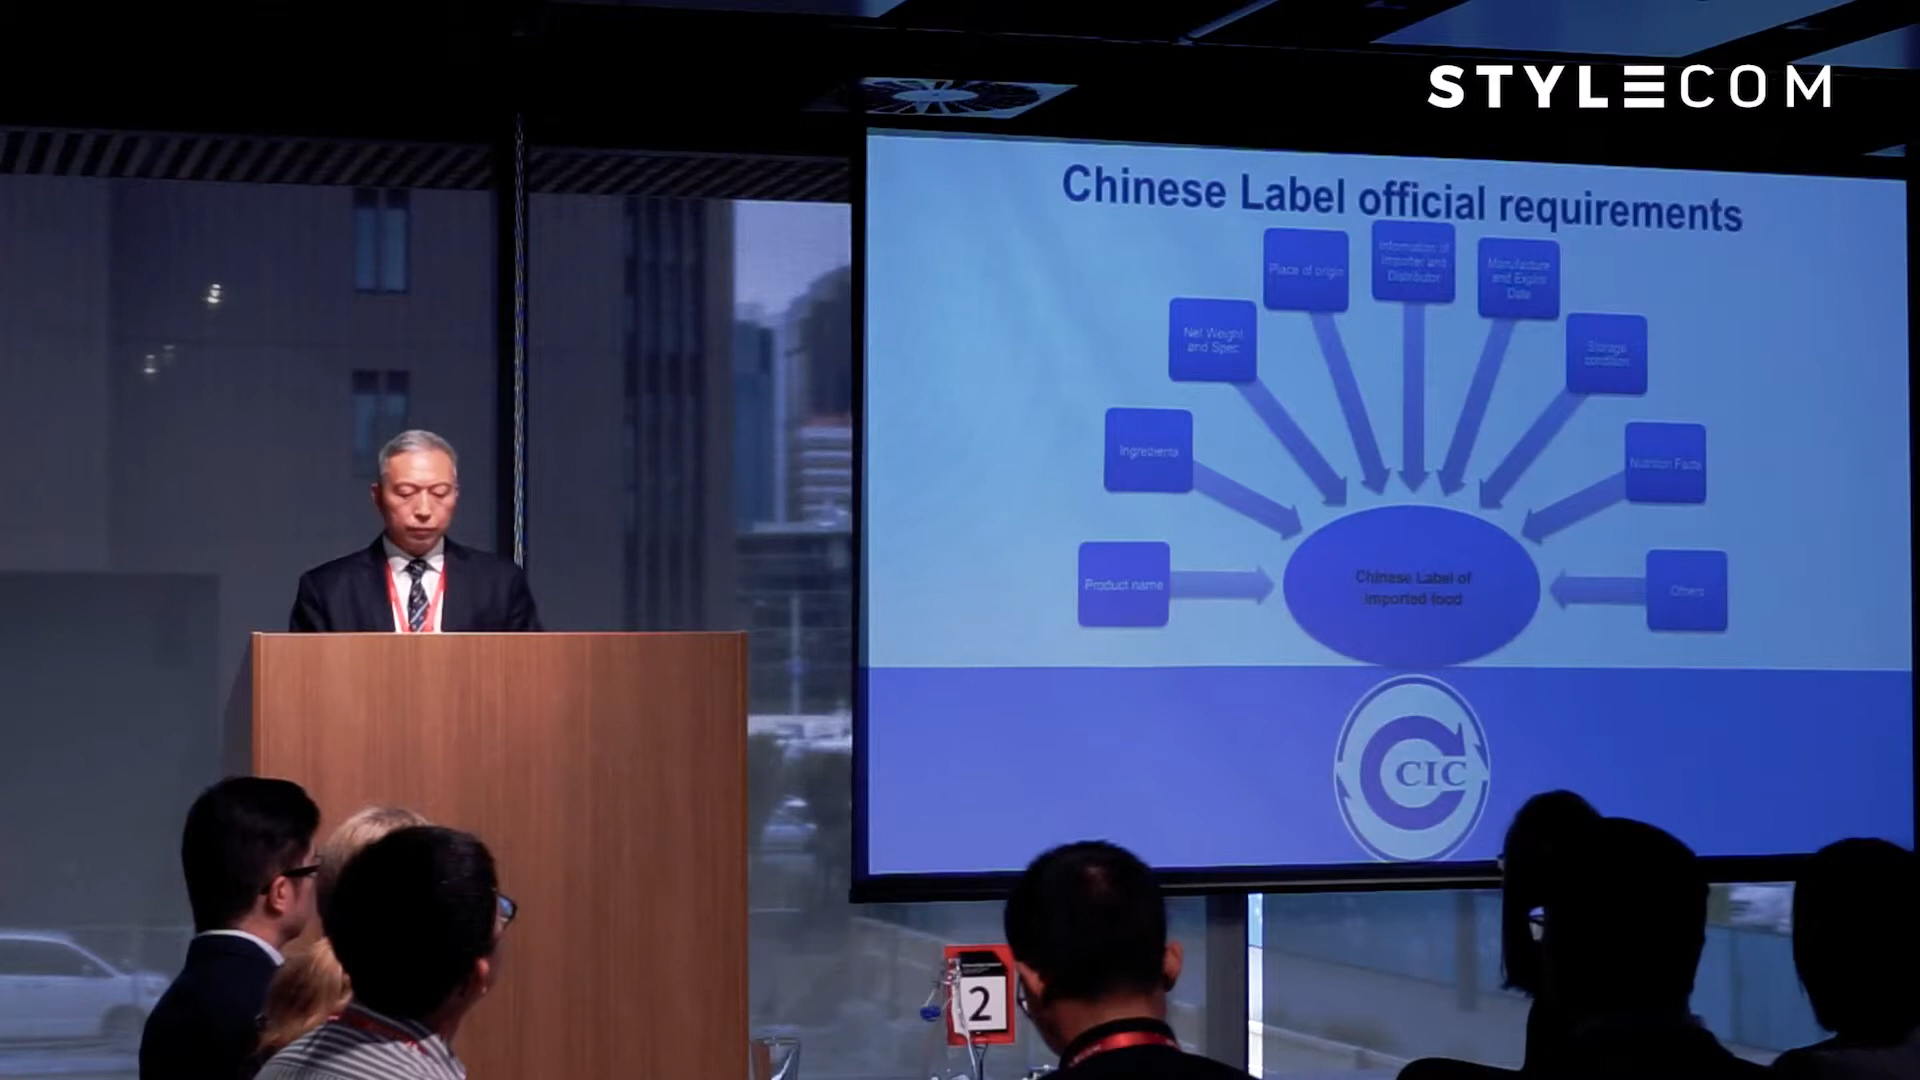 STYLECOM
Chinese Label official requirements
Place of origin
Information of
Importer and
Distributor
Manufacture
and Expire
Date
Net Weight
and Spec
Storage
condition
Ingredients
Nutrition Facts
Product name
Chinese Label of
imported food
Others
CIC
2